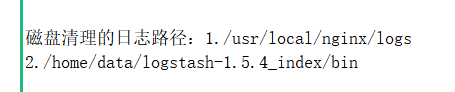 磁盘清理的日志路径：1./usr/local/nginx/logs
2./home/data/logstash-1.5.4_index/bin